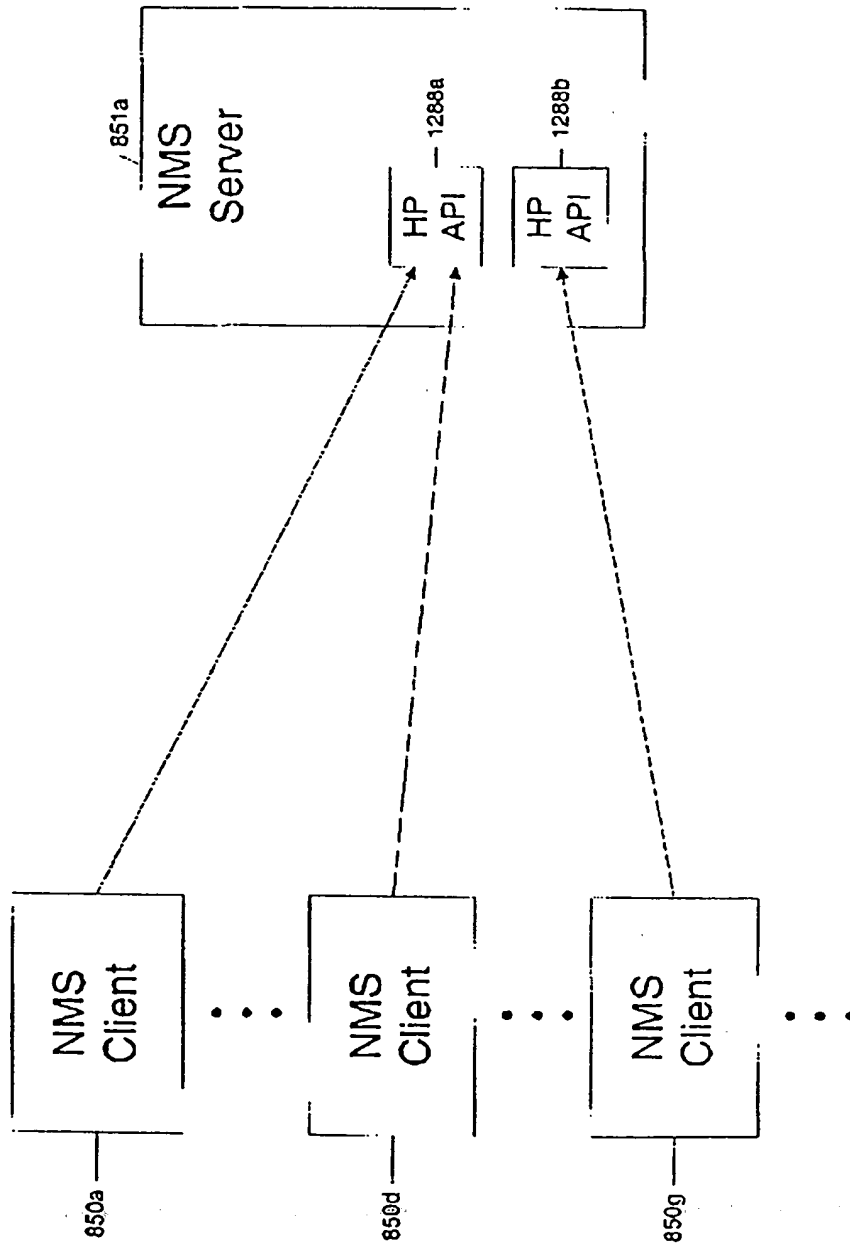 851a
NMS
Server
HP
API
1288a
HP
API
1288b
NMS
Client
850a
NMS
Client
850d
NMS
Client
850g